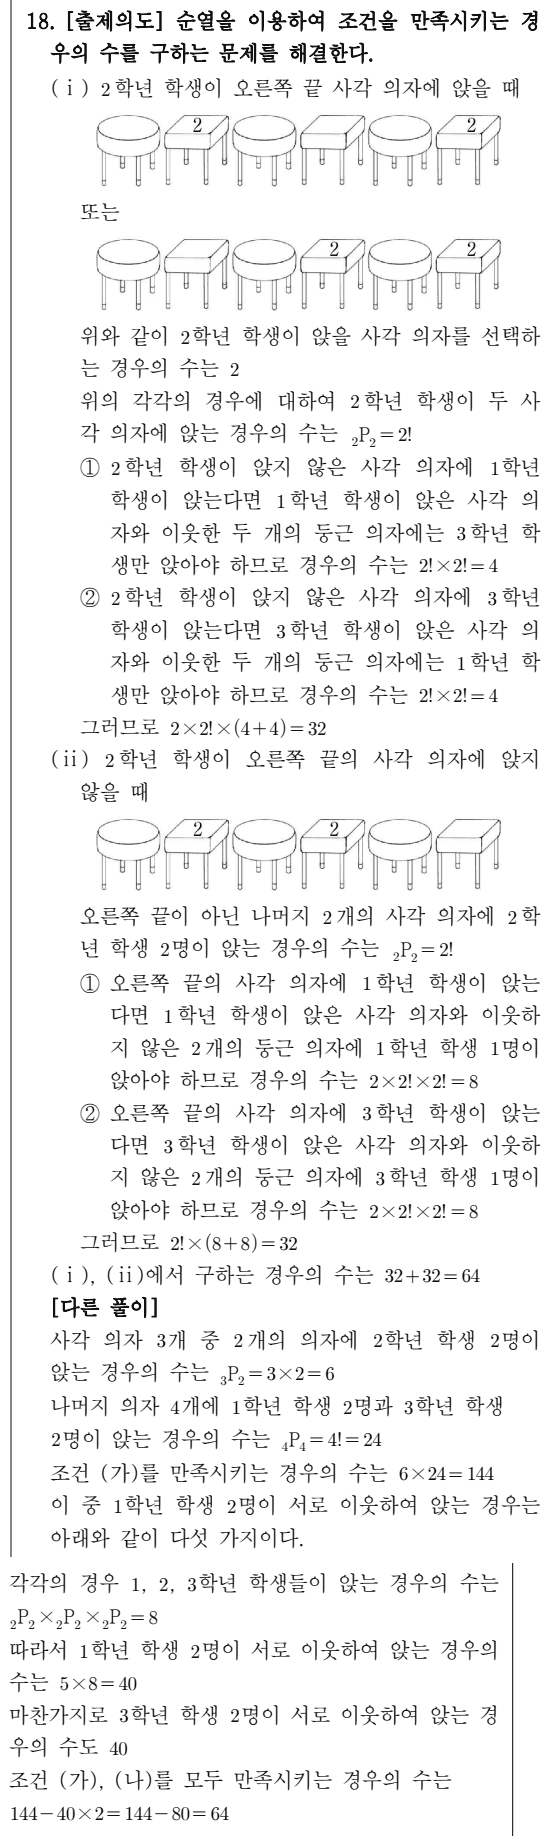 18. [출제의도] 순열을 이용하여 조건을 만족시키는 경
우의 수를 구하는 문제를 해결한다.
(ⅰ) 2학년 학생이 오른쪽 끝 사각 의자에 앉을 때
2 2
또는
2 2
위와 같이 2학년 학생이 앉을 사각 의자를 선택하
는 경우의 수는 2
위의 각각의 경우에 대하여 2학년 학생이 두 사
각 의자에 앉는 경우의 수는 ₂P₂=2!
① 2학년 학생이 앉지 않은 사각 의자에 1학년
학생이 앉는다면 1학년 학생이 앉은 사각 의
자와 이웃한 두 개의 둥근 의자에는 3학년 학
생만 앉아야 하므로 경우의 수는 2!×2!=4
② 2학년 학생이 앉지 않은 사각 의자에 3학년
학생이 앉는다면 3학년 학생이 앉은 사각 의
자와 이웃한 두 개의 둥근 의자에는 1학년 학
생만 앉아야 하므로 경우의 수는 2!×2!=4
그러므로 2×2!×(4+4)=32
(ⅱ) 2학년 학생이 오른쪽 끝의 사각 의자에 앉지
않을 때
2 2
오른쪽 끝이 아닌 나머지 2개의 사각 의자에 2학
년 학생 2명이 앉는 경우의 수는 ₂P₂=2!
① 오른쪽 끝의 사각 의자에 1학년 학생이 앉는
다면 1학년 학생이 앉은 사각 의자와 이웃하
지 않은 2개의 둥근 의자에 1학년 학생 1명이
앉아야 하므로 경우의 수는 2×2!×2!=8
② 오른쪽 끝의 사각 의자에 3학년 학생이 앉는
다면 3학년 학생이 앉은 사각 의자와 이웃하
지 않은 2개의 둥근 의자에 3학년 학생 1명이
앉아야 하므로 경우의 수는 2×2!×2!=8
그러므로 2!×(8+8)=32
(ⅰ), (ⅱ)에서 구하는 경우의 수는 32+32=64
[다른 풀이]
사각 의자 3개 중 2개의 의자에 2학년 학생 2명이
앉는 경우의 수는 ₃P₂=3×2=6
나머지 의자 4개에 1학년 학생 2명과 3학년 학생
2명이 앉는 경우의 수는 ₄P₄=4!=24
조건 (가)를 만족시키는 경우의 수는 6×24=144
이 중 1학년 학생 2명이 서로 이웃하여 앉는 경우는
아래와 같이 다섯 가지이다.
각각의 경우 1, 2, 3학년 학생들이 앉는 경우의 수는
₂P₂×₂P₂×₂P₂=8
따라서 1학년 학생 2명이 서로 이웃하여 앉는 경우의
수는 5×8=40
마찬가지로 3학년 학생 2명이 서로 이웃하여 앉는 경
우의 수도 40
조건 (가), (나)를 모두 만족시키는 경우의 수는
144-40×2=144-80=64